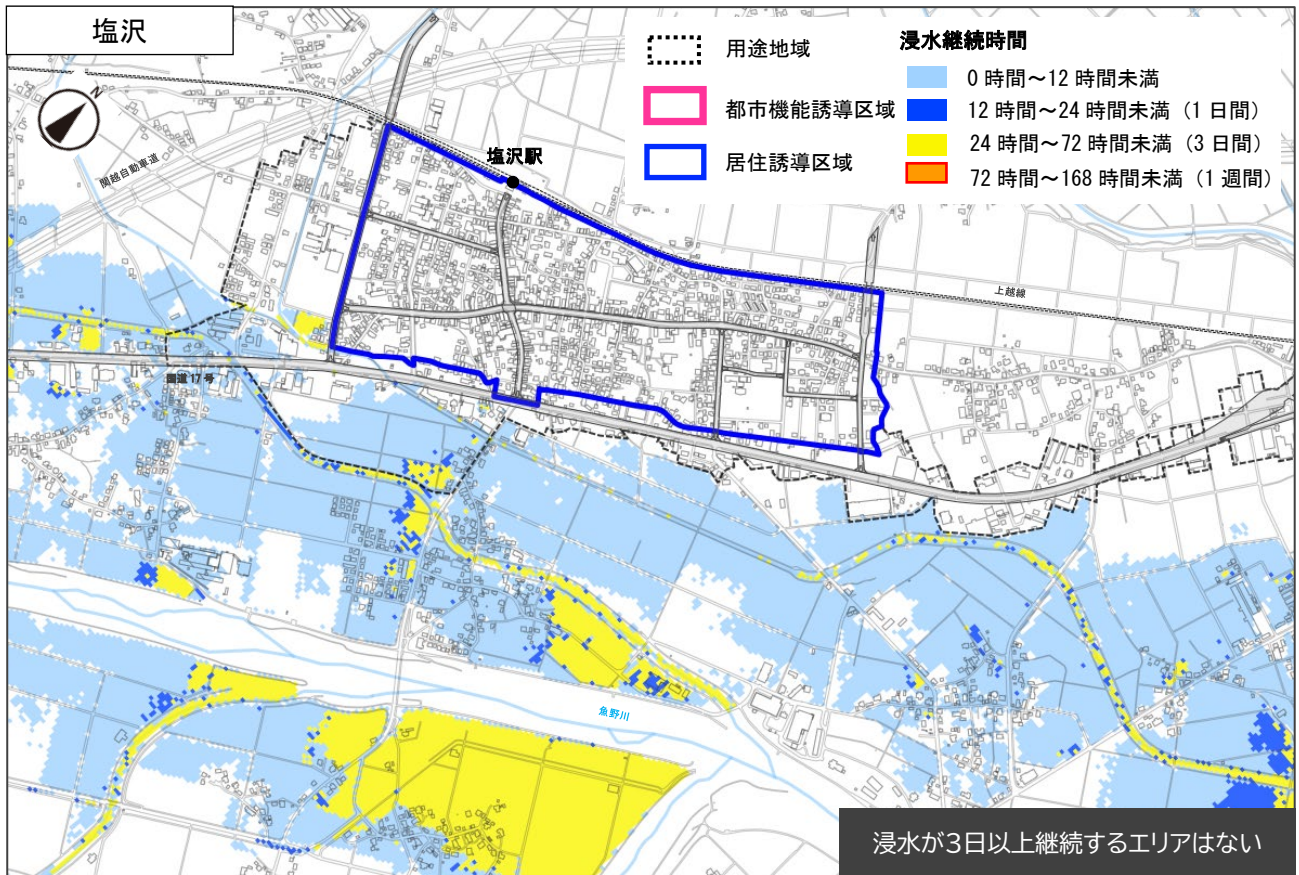 塩沢
N
用途地域
都市機能誘導区域
居住誘導区域
浸水継続時間
0 時間～12 時間未満
12 時間～24 時間未満（1 日間）
24 時間～72 時間未満（3 日間）
72 時間～168 時間未満（1 週間）
塩沢駅
関越自動車道
上越線
国道 17 号
魚野川
浸水が3日以上継続するエリアはない